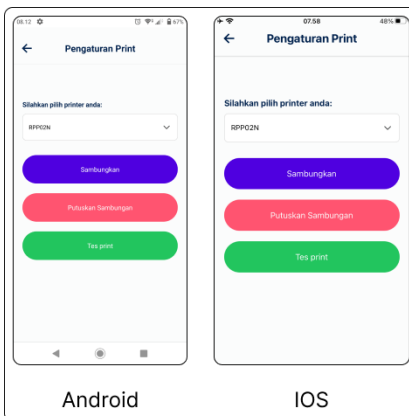 08.12 67%
Pengaturan Print
Silahkan pilih printer anda:
RPP02N
Sambungkan
Putuskan Sambungan
Tes print
Android
07.58 48%
Pengaturan Print
Silahkan pilih printer anda:
RPP02N
Sambungkan
Putuskan Sambungan
Tes print
IOS